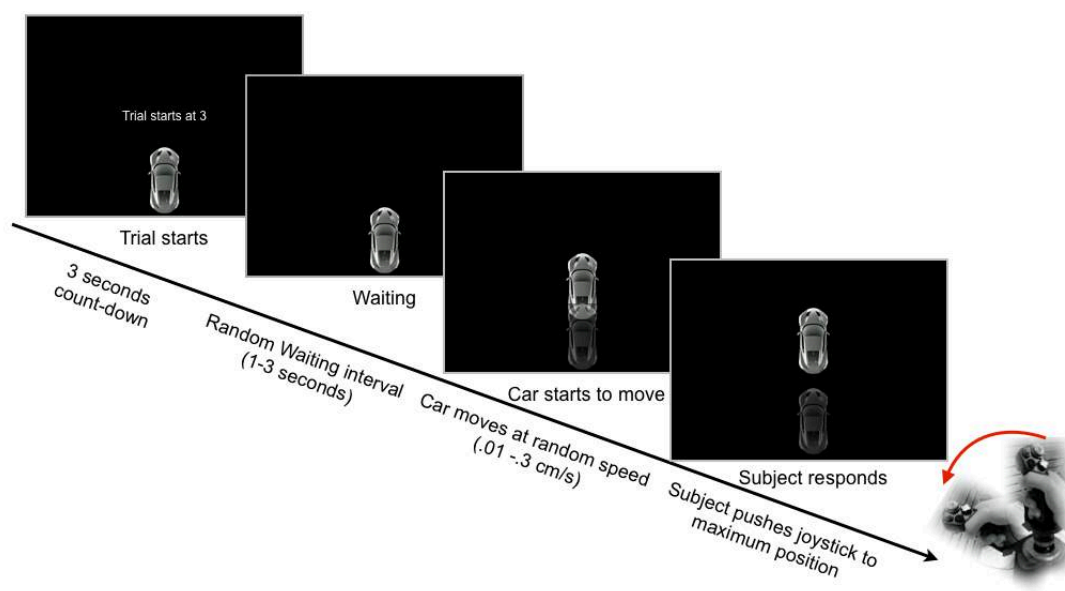 Trial starts at 3
Trial starts
Waiting
Car starts to move
Subject responds
3 seconds
count-down
Random Waiting interval
(1-3 seconds)
Car moves at random speed
(.01 -.3 cm/s)
Subject pushes joystick to
maximum position